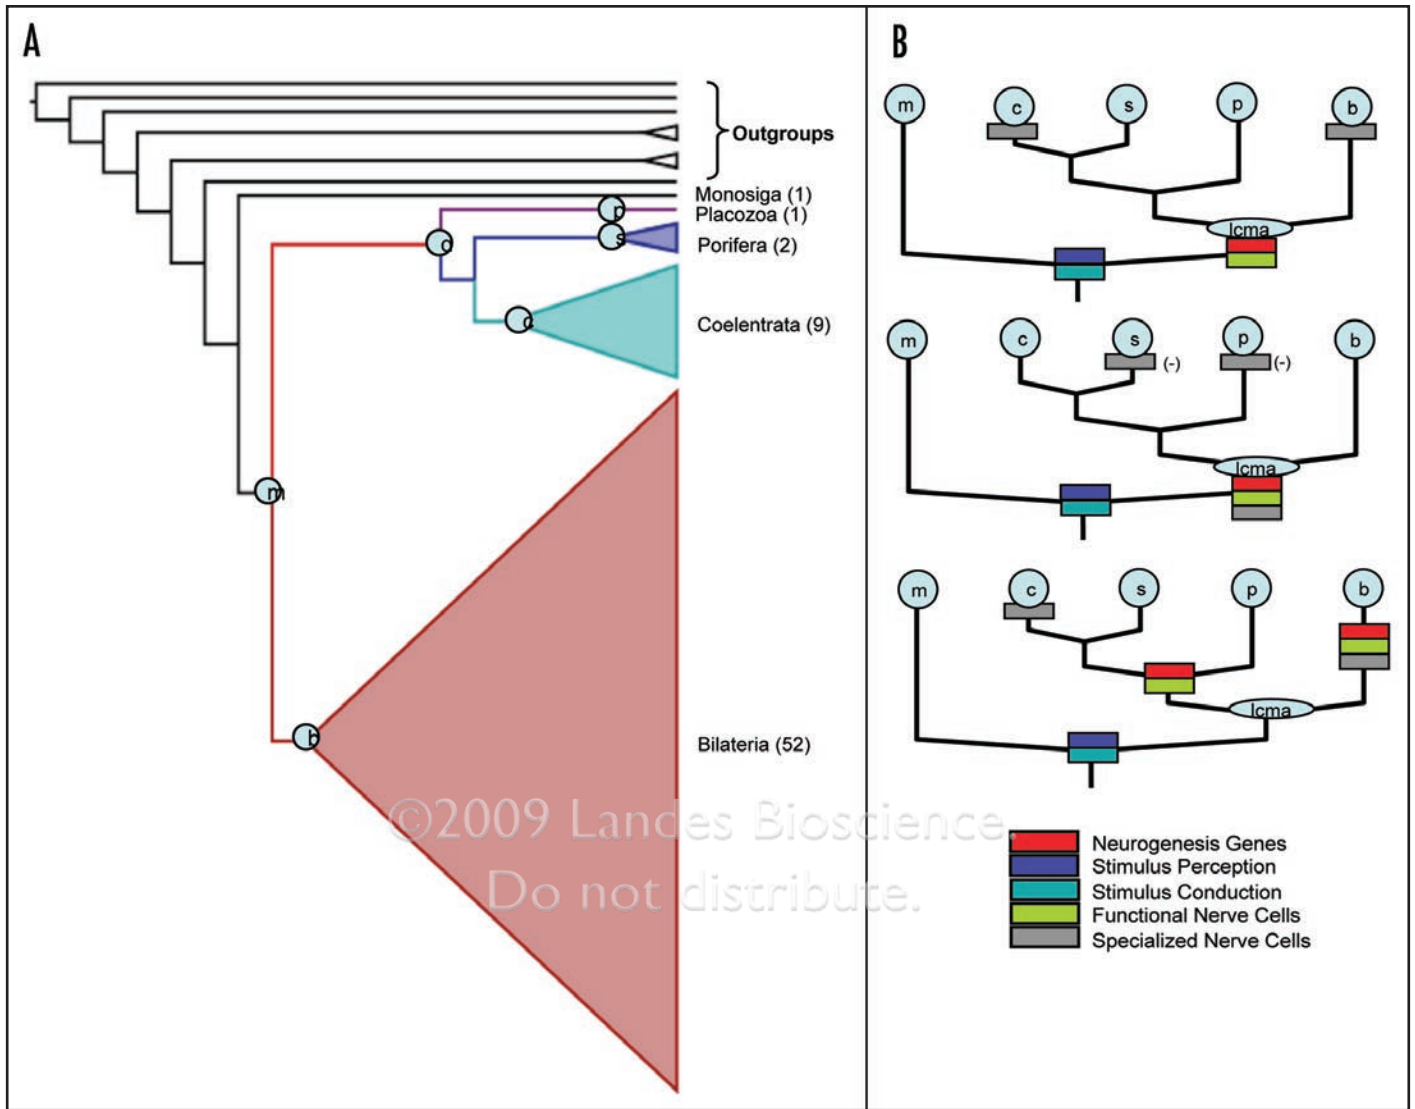 A
B
Outgroups
Monosiga (1)
Placozoa (1)
Porifera (2)
Coelentrata (9)
Bilateria (52)
p
s
c
m
b
m c s p b
lcma
m c s p b
(-) (-)
lcma
m c s p b
lcma
Neurogenesis Genes
Stimulus Perception
Stimulus Conduction
Functional Nerve Cells
Specialized Nerve Cells
©2009 Landes Bioscience.
Do not distribute.